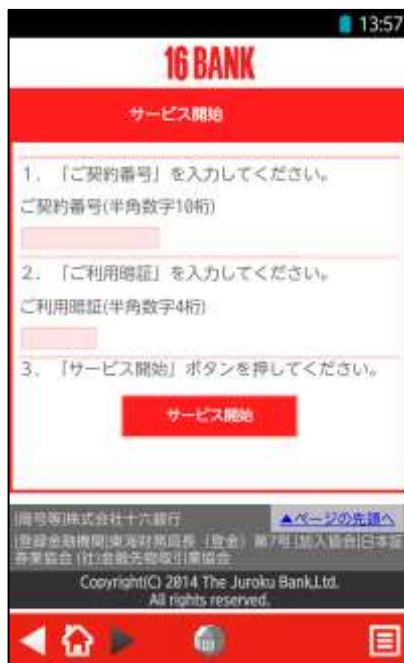 13:57
16 BANK
サービス開始
1. 「ご契約番号」を入力してください。
ご契約番号(半角数字10桁)
2. 「ご利用暗証」を入力してください。
ご利用暗証(半角数字4桁)
3. 「サービス開始」ボタンを押してください。
サービス開始
|商号等|株式会社十六銀行
▲ページの先頭へ
|登録金融機関|東海財務局長(登金)第7号|加入協会|日本証
券業協会 (社)金融先物取引業協会
Copyright(C) 2014 The Juroku Bank,Ltd.
All rights reserved.